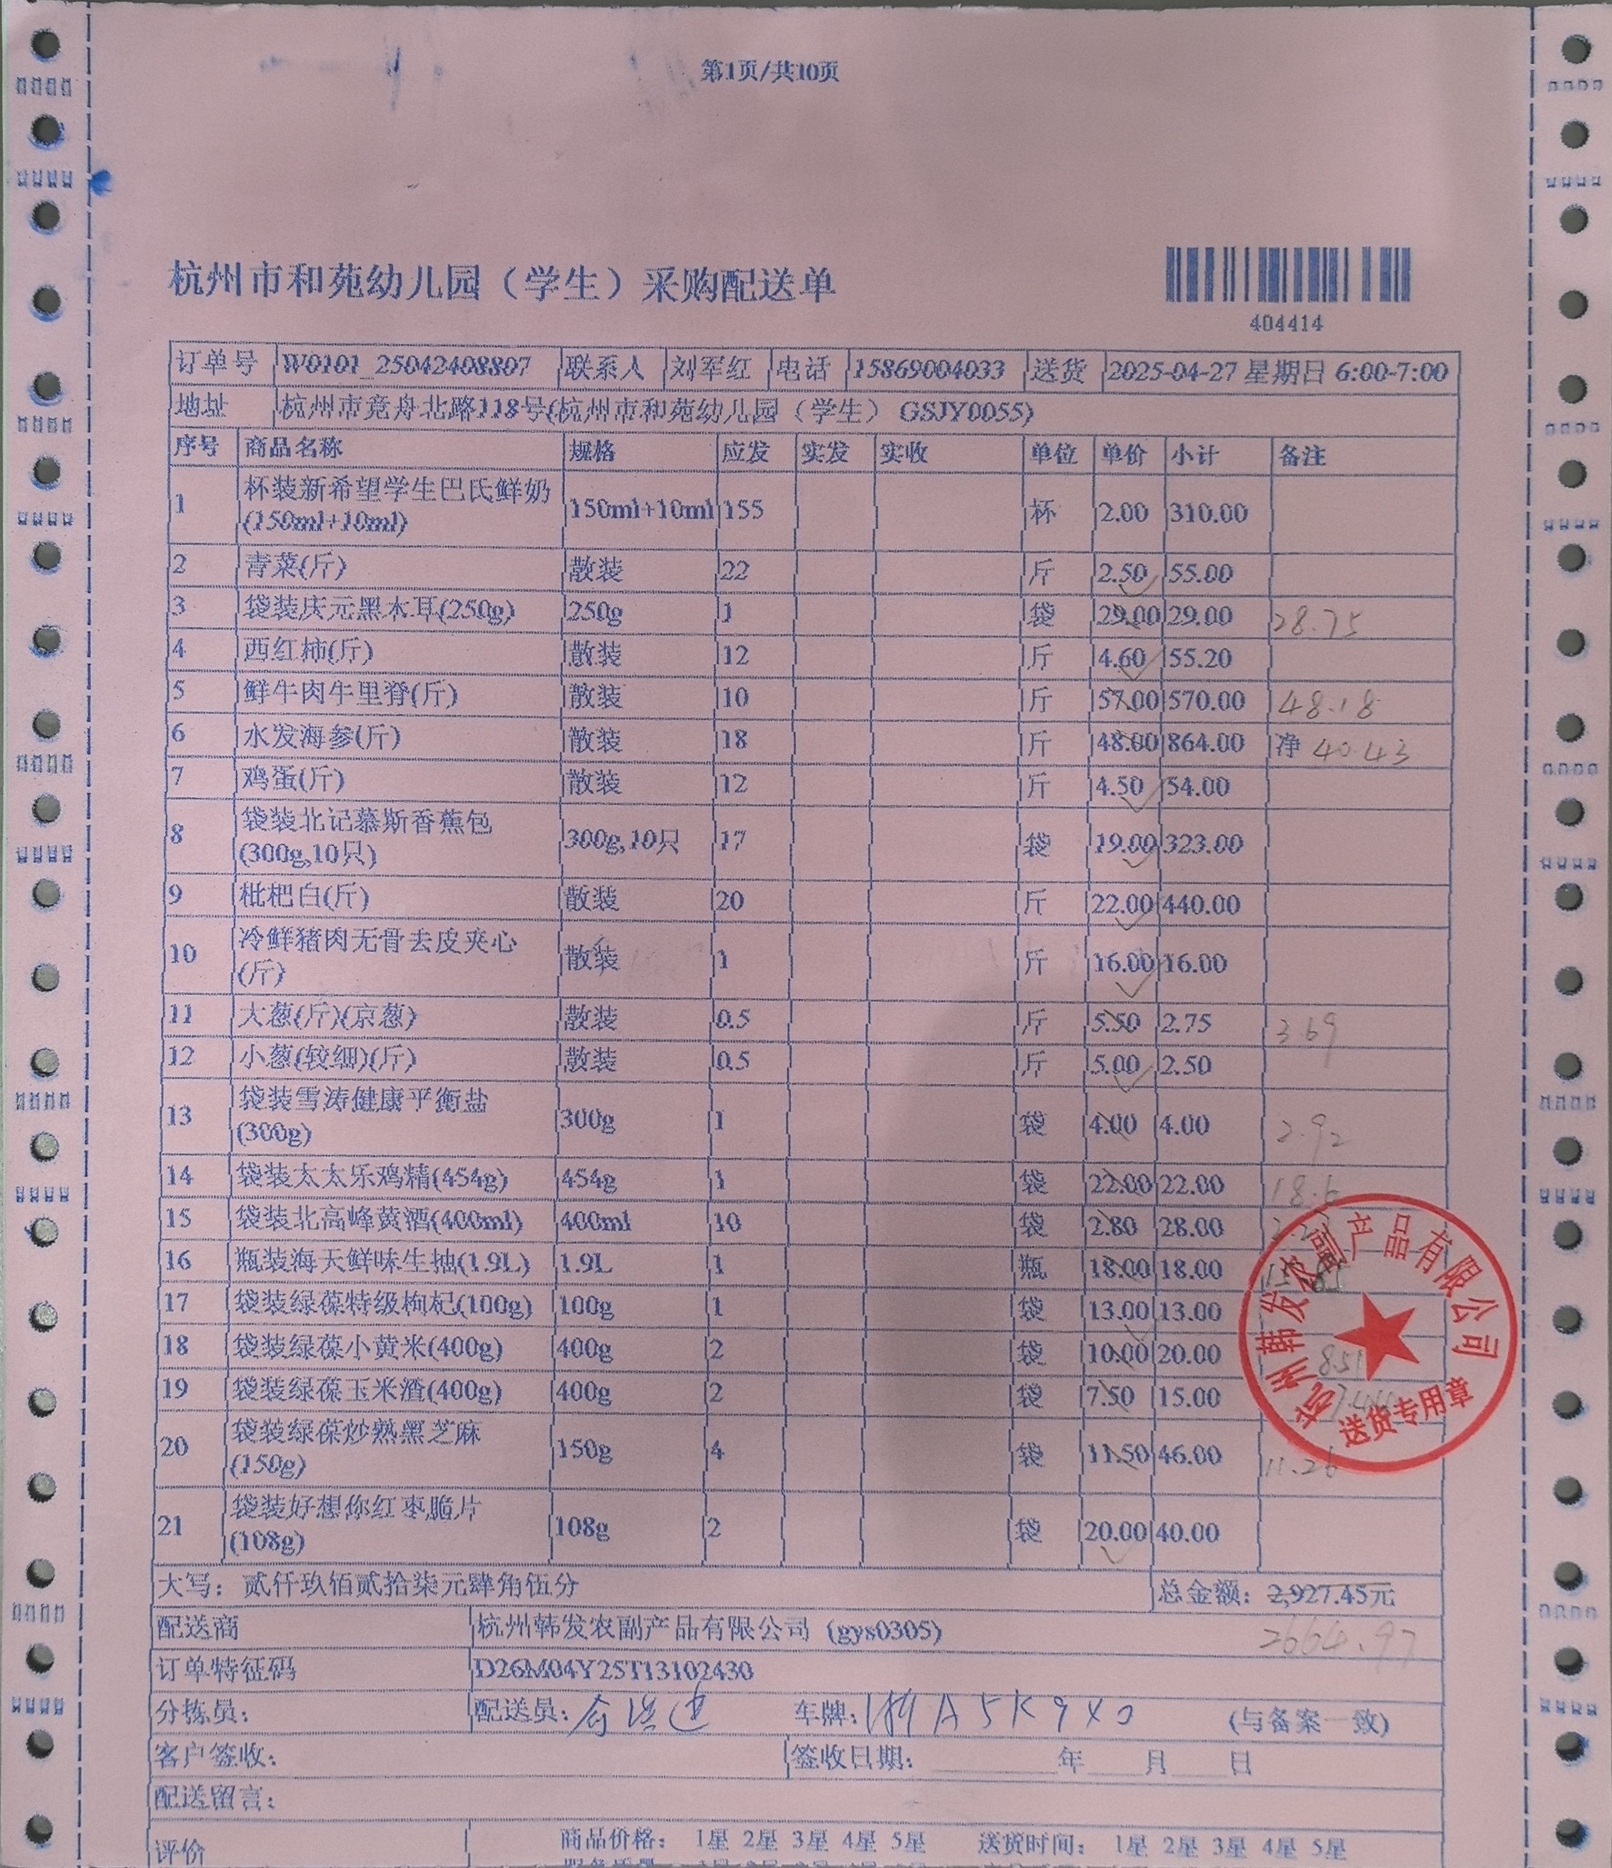 第1页/共10页
杭州市和苑幼儿园（学生）采购配送单
404414
订单号 W0101_25042408807 联系人 刘军红 电话 15869004033 送货 2025-04-27 星期日 6:00-7:00
地址 杭州市竞舟北路118号(杭州市和苑幼儿园（学生） GSJY0055)
序号 商品名称 规格 应发 实发 实收 单位 单价 小计 备注
1 杯装新希望学生巴氏鲜奶(150ml+10ml) 150ml+10ml 155 杯 2.00 310.00
2 青菜(斤) 散装 22 斤 2.50 55.00
3 袋装庆元黑木耳(250g) 250g 1 袋 29.00 29.00 28.75
4 西红柿(斤) 散装 12 斤 4.60 55.20
5 鲜牛肉牛里脊(斤) 散装 10 斤 57.00 570.00 48.18
6 水发海参(斤) 散装 18 斤 48.00 864.00 净 40.43
7 鸡蛋(斤) 散装 12 斤 4.50 54.00
8 袋装北记慕斯香蕉包(300g,10只) 300g,10只 17 袋 19.00 323.00
9 枇杷白(斤) 散装 20 斤 22.00 440.00
10 冷鲜猪肉无骨去皮夹心(斤) 散装 1 斤 16.00 16.00
11 大葱(斤)(京葱) 散装 0.5 斤 5.50 2.75 3.69
12 小葱(较细)(斤) 散装 0.5 斤 5.00 2.50
13 袋装雪涛健康平衡盐(300g) 300g 1 袋 4.00 4.00 2.92
14 袋装太太乐鸡精(454g) 454g 1 袋 22.00 22.00 18.6
15 袋装北高峰黄酒(400ml) 400ml 10 袋 2.80 28.00
16 瓶装海天鲜味生抽(1.9L) 1.9L 1 瓶 18.00 18.00
17 袋装绿葆特级枸杞(100g) 100g 1 袋 13.00 13.00
18 袋装绿葆小黄米(400g) 400g 2 袋 10.00 20.00 8.51
19 袋装绿葆玉米渣(400g) 400g 2 袋 7.50 15.00
20 袋装绿葆炒熟黑芝麻(150g) 150g 4 袋 11.50 46.00 11.26
21 袋装好想你红枣脆片(108g) 108g 2 袋 20.00 40.00
杭州韩发农副产品有限公司
送货专用章
大写：贰仟玖佰贰拾柒元肆角伍分 总金额：2,927.45元
配送商 杭州韩发农副产品有限公司 (gys0305) 2664.97
订单特征码 D26M04Y25T13102430
分拣员： 配送员： 车牌：浙A5K9X0 (与备案一致)
客户签收： 签收日期：________年____月____日
配送留言：
评价 商品价格： 1星 2星 3星 4星 5星 送货时间： 1星 2星 3星 4星 5星